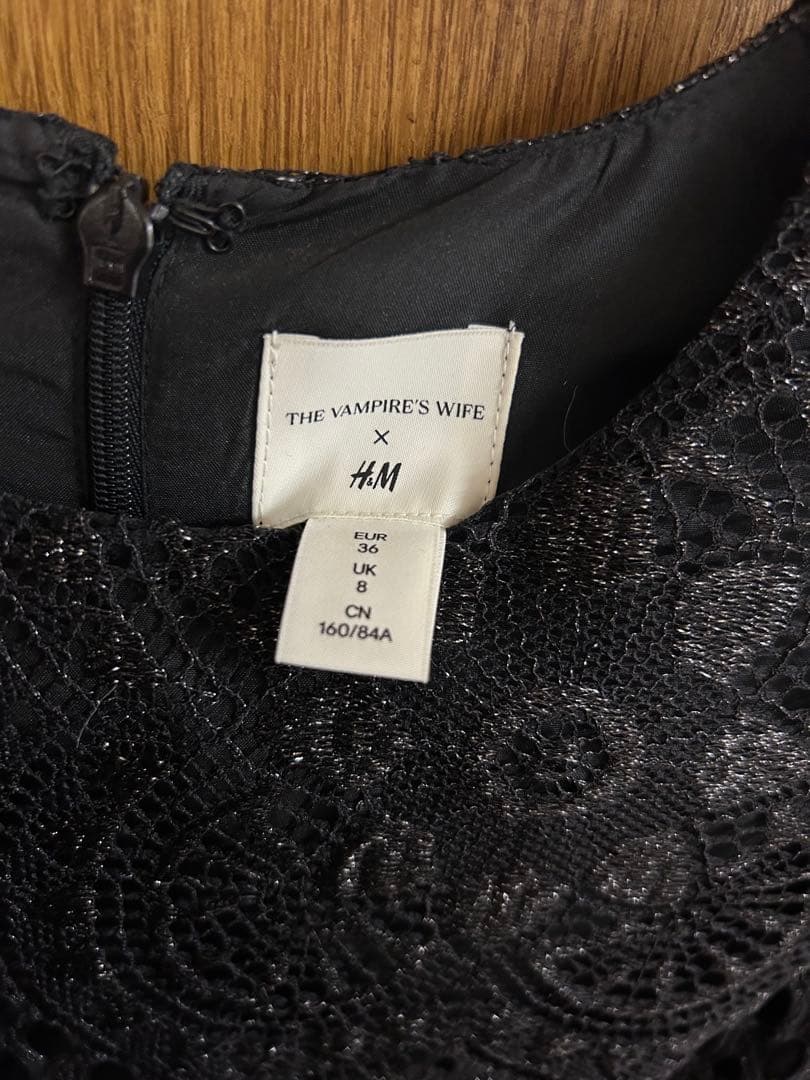 THE VAMPIRE'S WIFE
×
H&M
EUR
36
UK
8
CN
160/84A